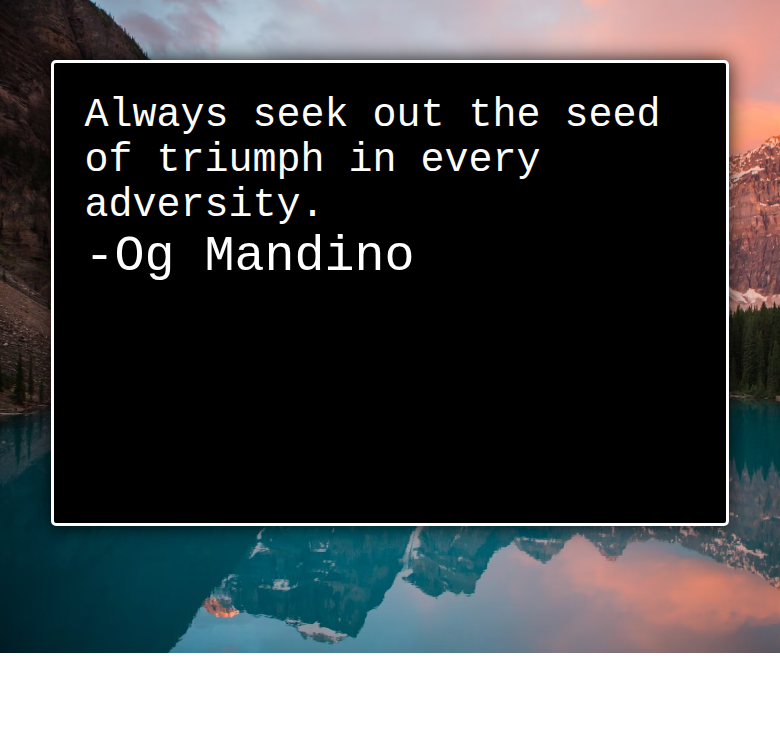 Always seek out the seed
of triumph in every
adversity.
-Og Mandino